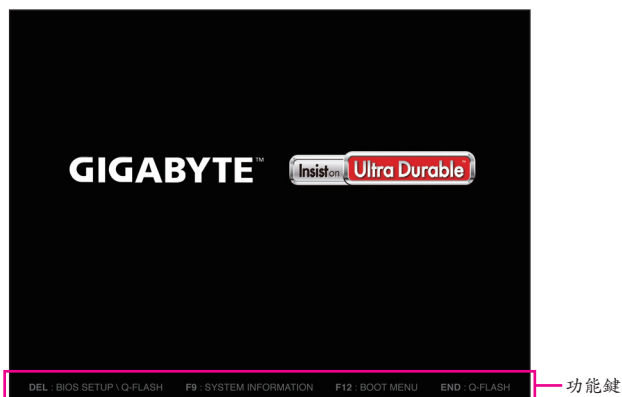 GIGABYTE™ Insist on Ultra Durable™
DEL : BIOS SETUP \ Q-FLASH F9 : SYSTEM INFORMATION F12 : BOOT MENU END : Q-FLASH
功能鍵